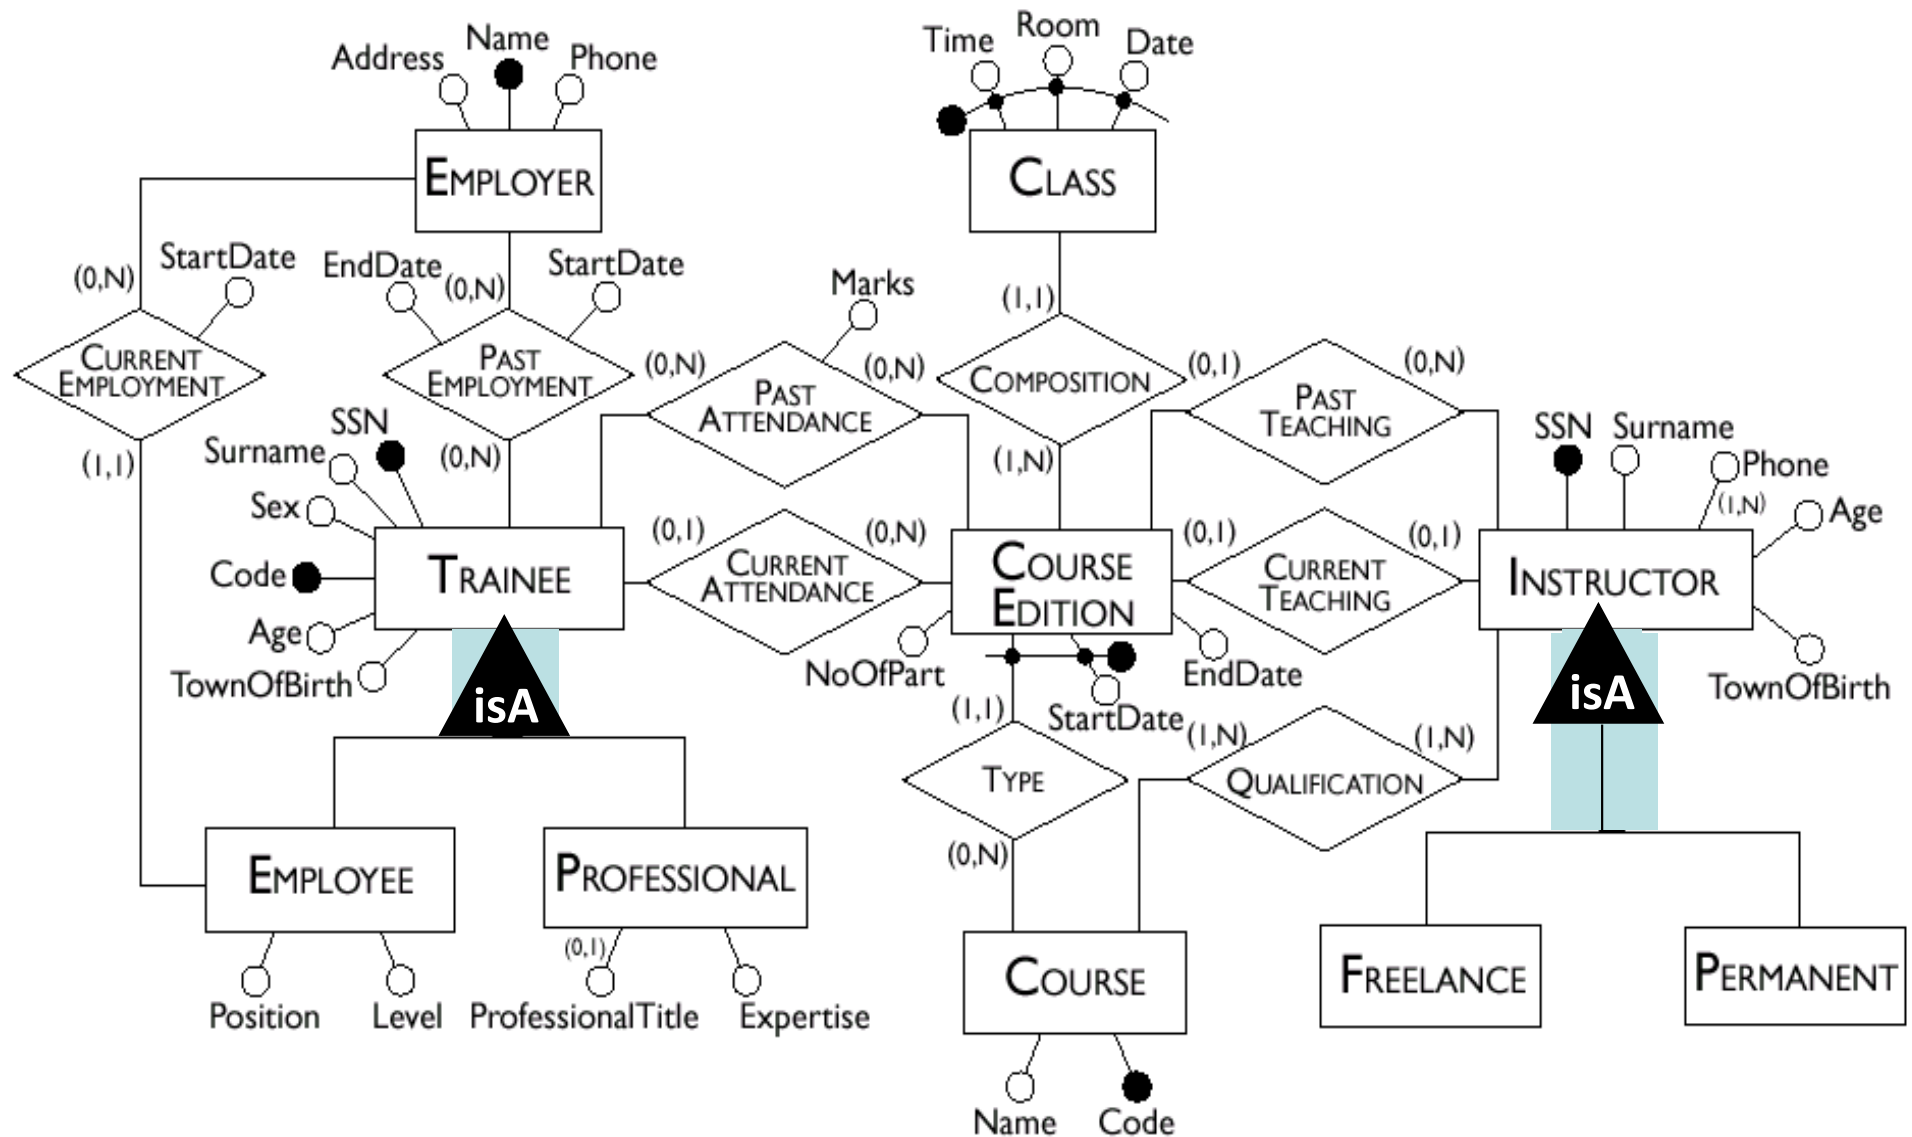 Name
Address
Phone
EMPLOYER
Time
Room
Date
CLASS
(0,N)
StartDate
EndDate
(0,N)
StartDate
Marks
(1,1)
CURRENT
EMPLOYMENT
PAST
EMPLOYMENT
(0,N)
PAST
ATTENDANCE
(0,N)
COMPOSITION
(0,1)
PAST
TEACHING
(0,N)
(1,1)
SSN
Surname
(0,N)
(1,N)
SSN
Surname
Phone
(1,N)
Age
Sex
Code
Age
TownOfBirth
TRAINEE
(0,1)
CURRENT
ATTENDANCE
(0,N)
COURSE
EDITION
(0,1)
CURRENT
TEACHING
(0,1)
INSTRUCTOR
TownOfBirth
NoOfPart
StartDate
EndDate
isA
isA
(1,1)
TYPE
(0,N)
(1,N)
QUALIFICATION
(1,N)
EMPLOYEE
PROFESSIONAL
(0,1)
Position
Level
ProfessionalTitle
Expertise
COURSE
Name
Code
FREELANCE
PERMANENT